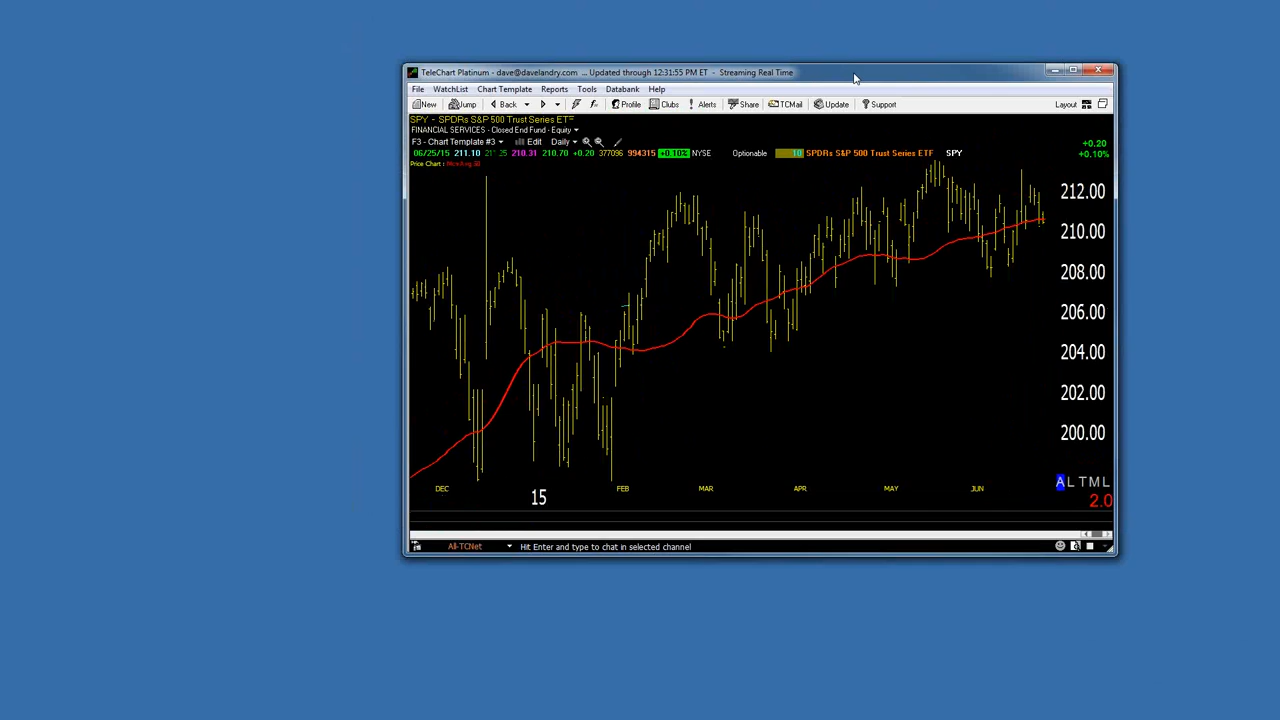 TeleChart Platinum - dave@davelandry.com ... Updated through 12:31:55 PM ET - Streaming Real Time
File WatchList Chart Template Reports Tools Databank Help
New Jump Back Profile Clubs Alerts Share TCMail Update Support Layout
SPY - SPDRs S&P 500 Trust Series ETF
FINANCIAL SERVICES - Closed End Fund - Equity
F3 - Chart Template #3 Edit Daily
+0.20
06/25/15 211.10 210.31 210.70 +0.20 377096 994315 +0.10% NYSE Optionable 10 SPDRs S&P 500 Trust Series ETF SPY
+0.10%
Price Chart :
212.00
210.00
208.00
206.00
204.00
202.00
200.00
A L T M L
DEC 15 FEB MAR APR MAY JUN
2.0
All-TCNet Hit Enter and type to chat in selected channel